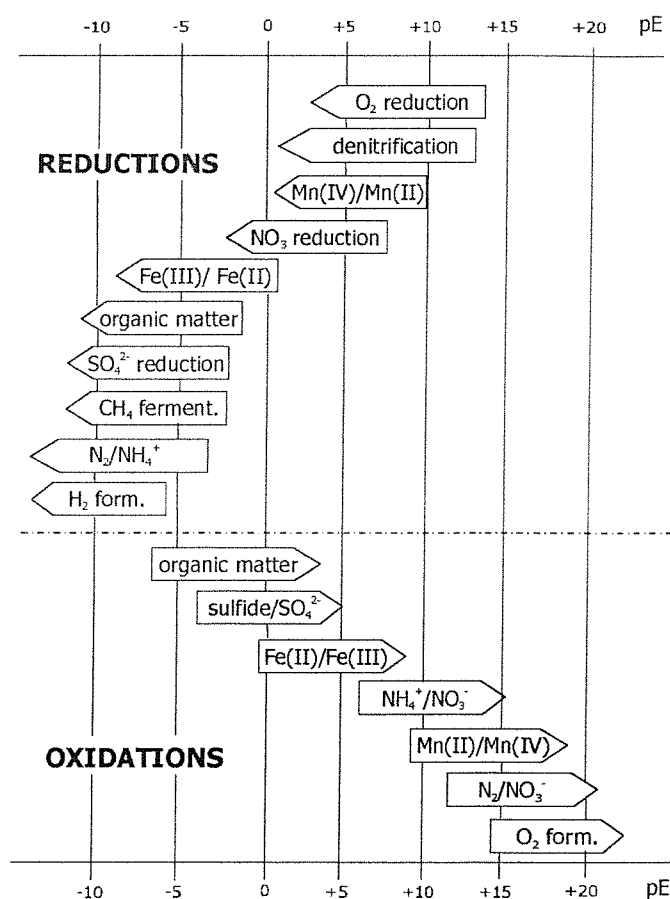 -10 -5 0 +5 +10 +15 +20 pE
O₂ reduction
denitrification
REDUCTIONS
Mn(IV)/Mn(II)
NO₃ reduction
Fe(III)/ Fe(II)
organic matter
SO₄²⁻ reduction
CH₄ ferment.
N₂/NH₄⁺
H₂ form.
organic matter
sulfide/SO₄²⁻
Fe(II)/Fe(III)
NH₄⁺/NO₃⁻
Mn(II)/Mn(IV)
OXIDATIONS
N₂/NO₃⁻
O₂ form.
-10 -5 0 +5 +10 +15 +20 pE